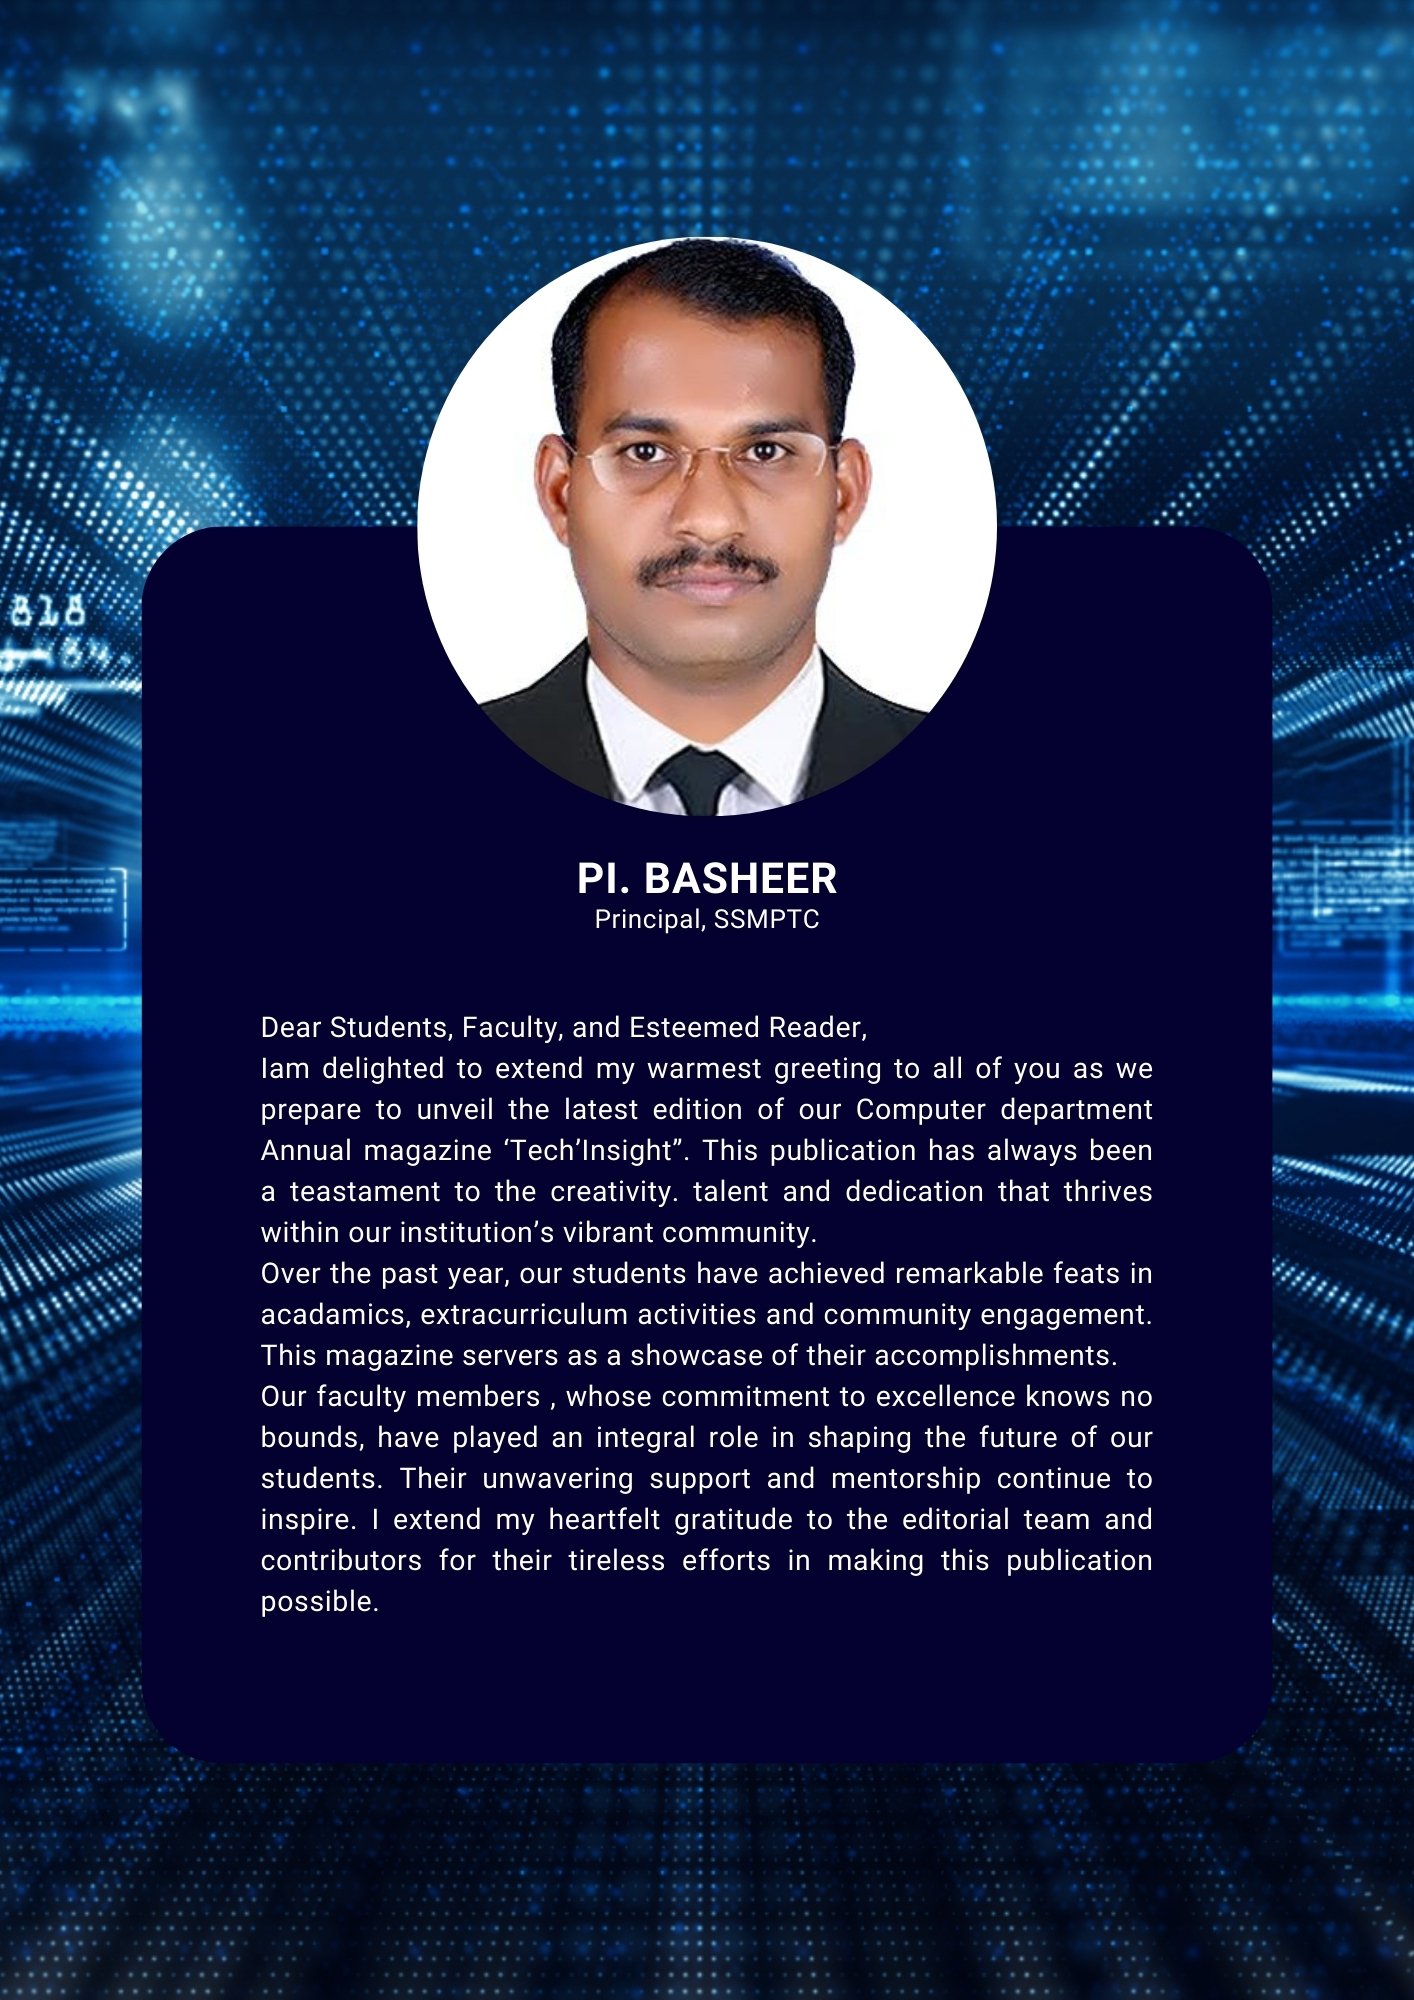 818
PI. BASHEER
Principal, SSMPTC
Dear Students, Faculty, and Esteemed Reader,
Iam delighted to extend my warmest greeting to all of you as we
prepare to unveil the latest edition of our Computer department
Annual magazine ‘Tech’Insight”. This publication has always been
a teastament to the creativity. talent and dedication that thrives
within our institution’s vibrant community.
Over the past year, our students have achieved remarkable feats in
acadamics, extracurriculum activities and community engagement.
This magazine servers as a showcase of their accomplishments.
Our faculty members , whose commitment to excellence knows no
bounds, have played an integral role in shaping the future of our
students. Their unwavering support and mentorship continue to
inspire. I extend my heartfelt gratitude to the editorial team and
contributors for their tireless efforts in making this publication
possible.